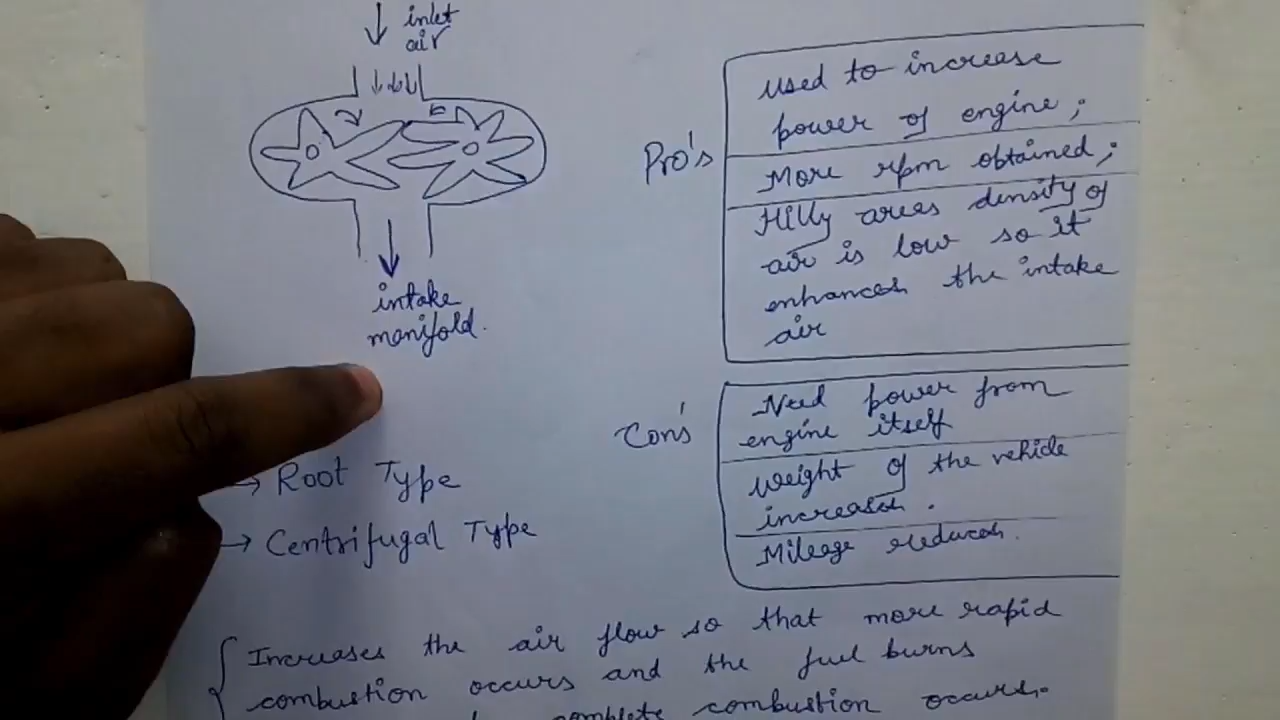 inlet
air
intake
manifold.
Pro's
used to increase
power of engine;
More rpm obtained;
Hilly areas density of
air is low so it
enhances the intake
air
Con's
Need power from
engine itself
weight of the vehicle
increases.
Mileage reduces.
→ Root Type
→ Centrifugal Type
Increases the air flow so that more rapid
combustion occurs and the fuel burns
complete combustion occurs.